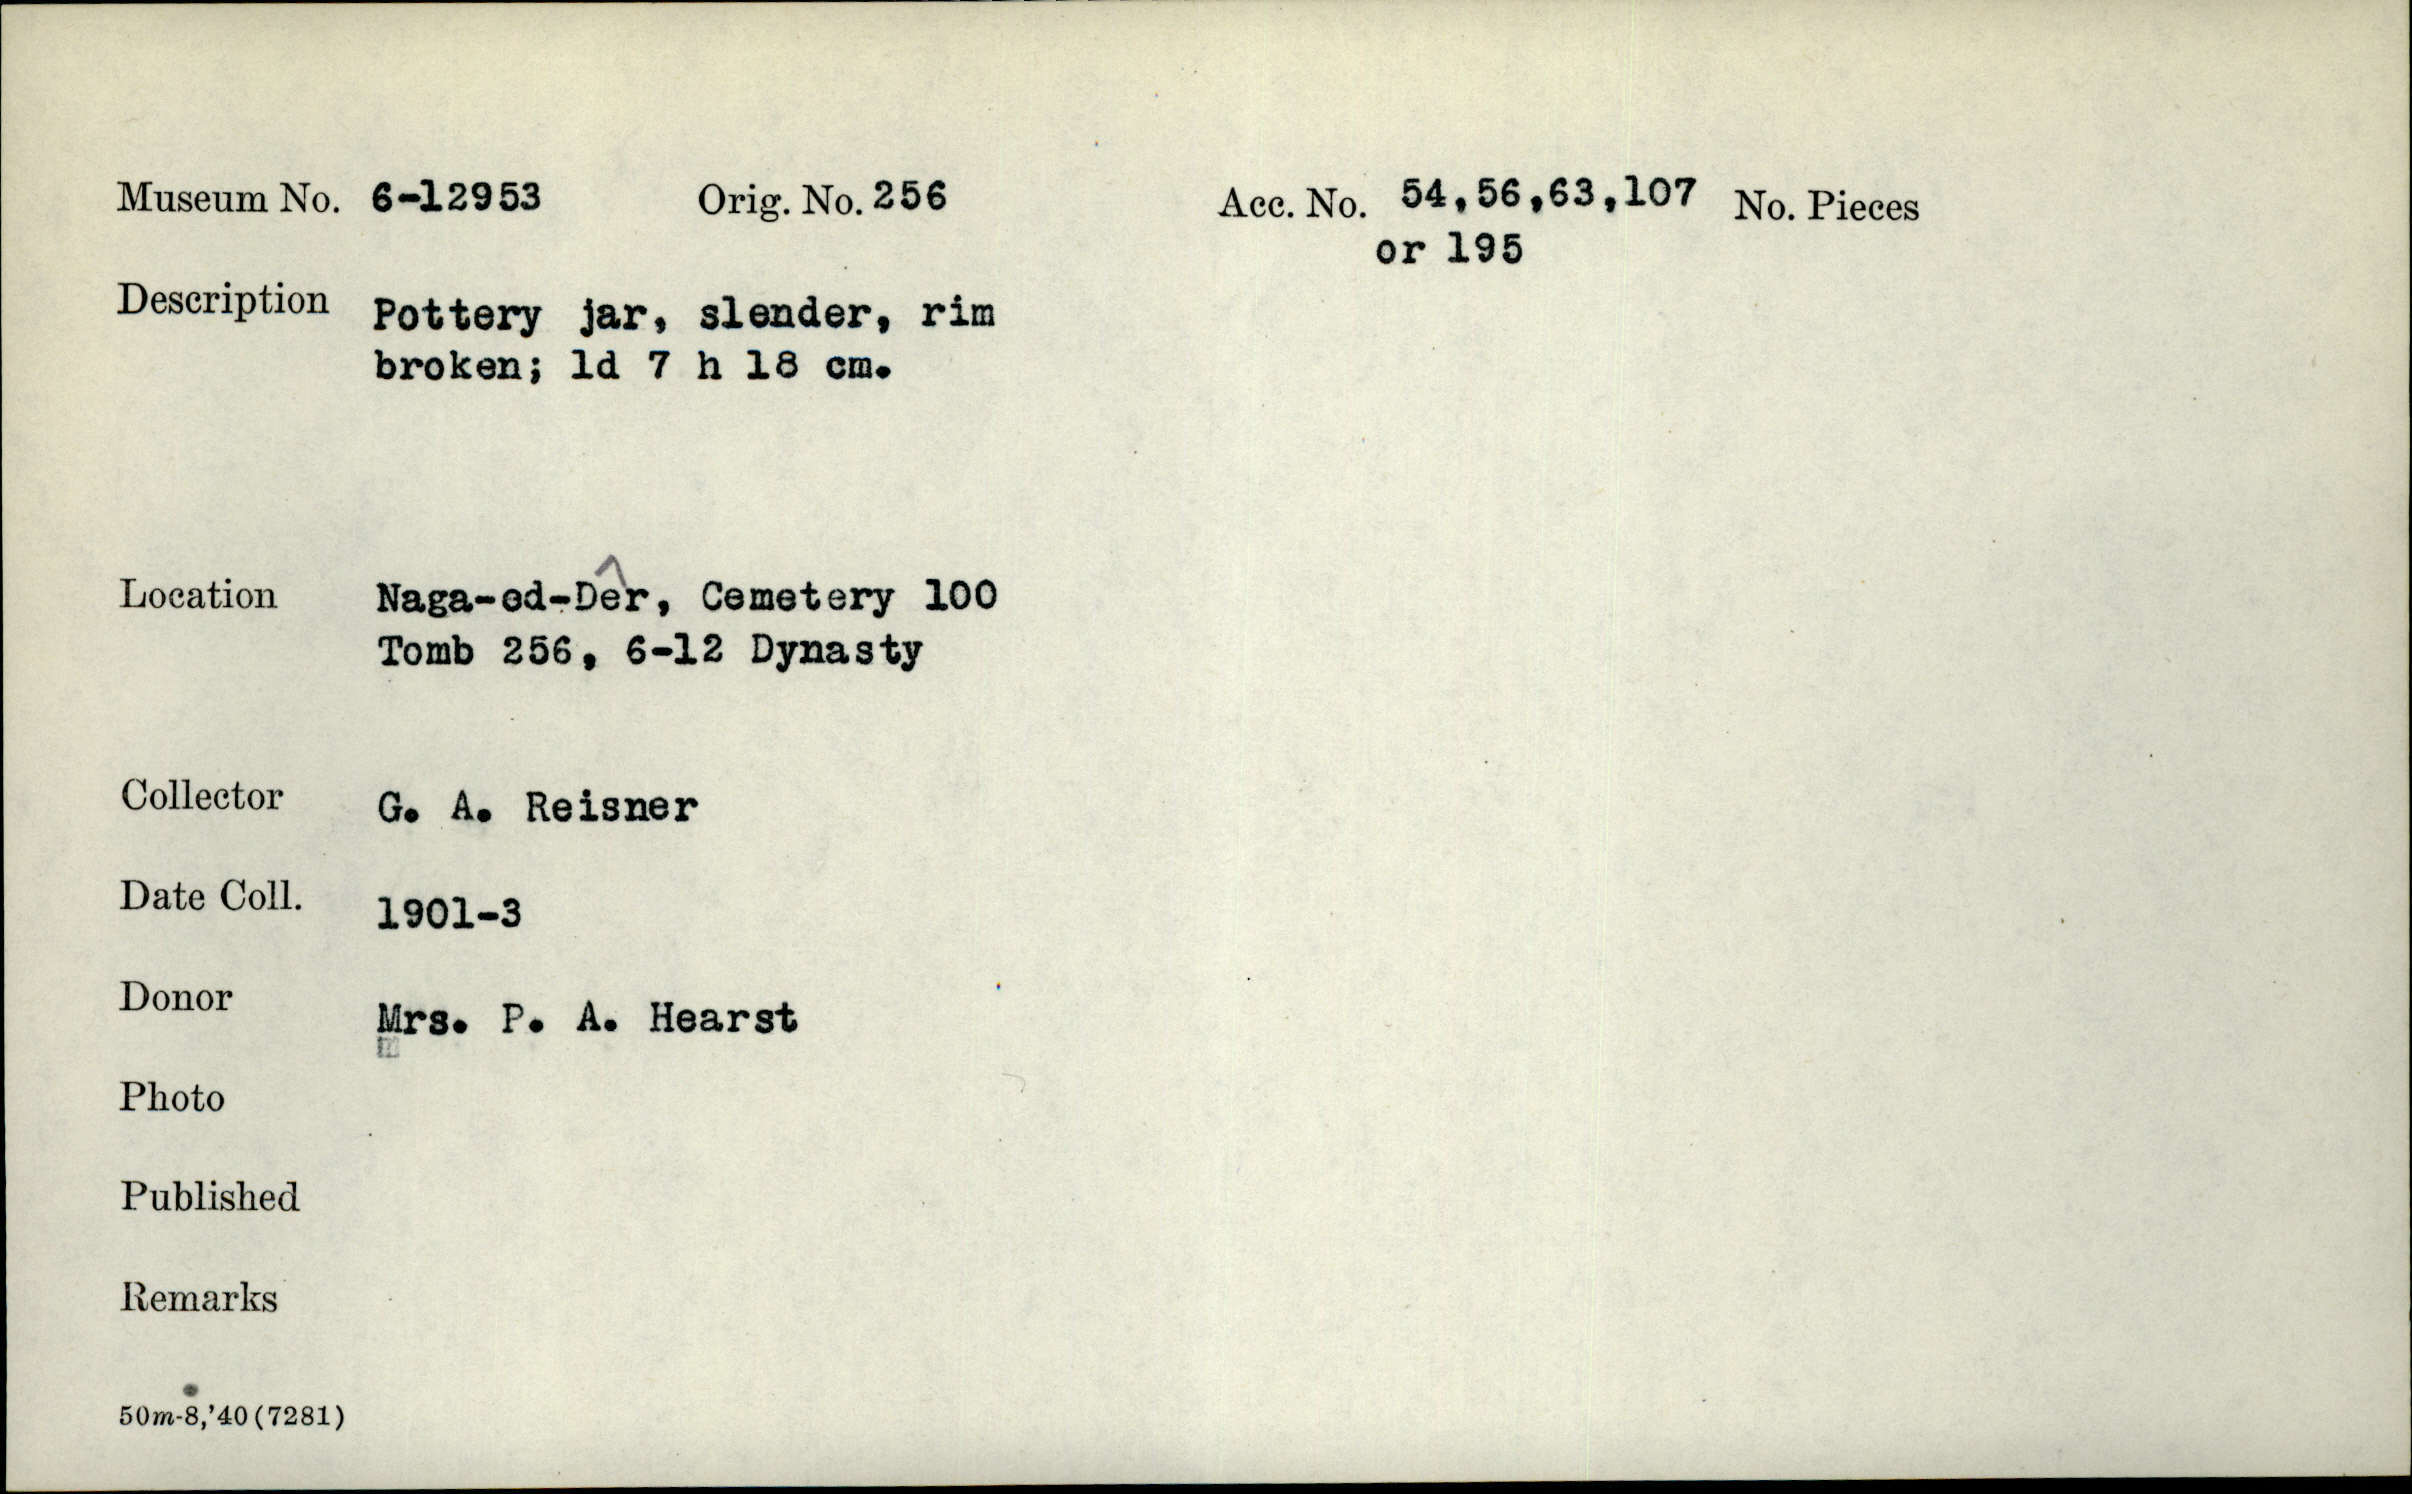 Museum No. 6-12953 Orig. No. 256 Acc. No. 54,56,63,107 No. Pieces
or 195
Description Pottery jar, slender, rim
broken; ld 7 h 18 cm.
Location Naga-ed-Dêr, Cemetery 100
Tomb 256, 6-12 Dynasty
Collector G. A. Reisner
Date Coll. 1901-3
Donor Mrs. P. A. Hearst
Photo
Published
Remarks
50m-8,'40(7281)